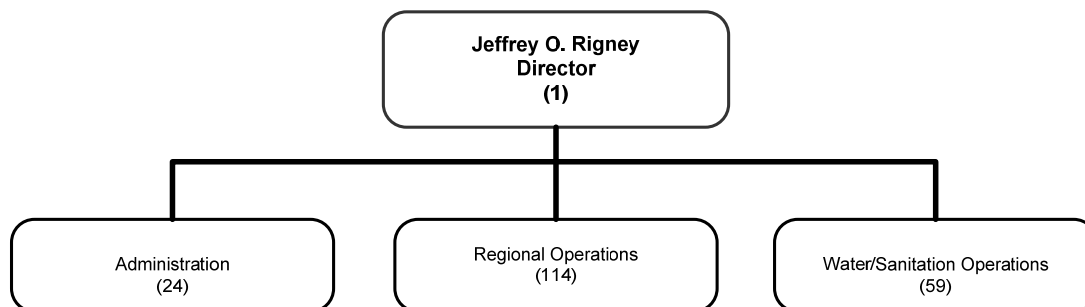 Jeffrey O. Rigney
Director
(1)
Administration
(24)
Regional Operations
(114)
Water/Sanitation Operations
(59)